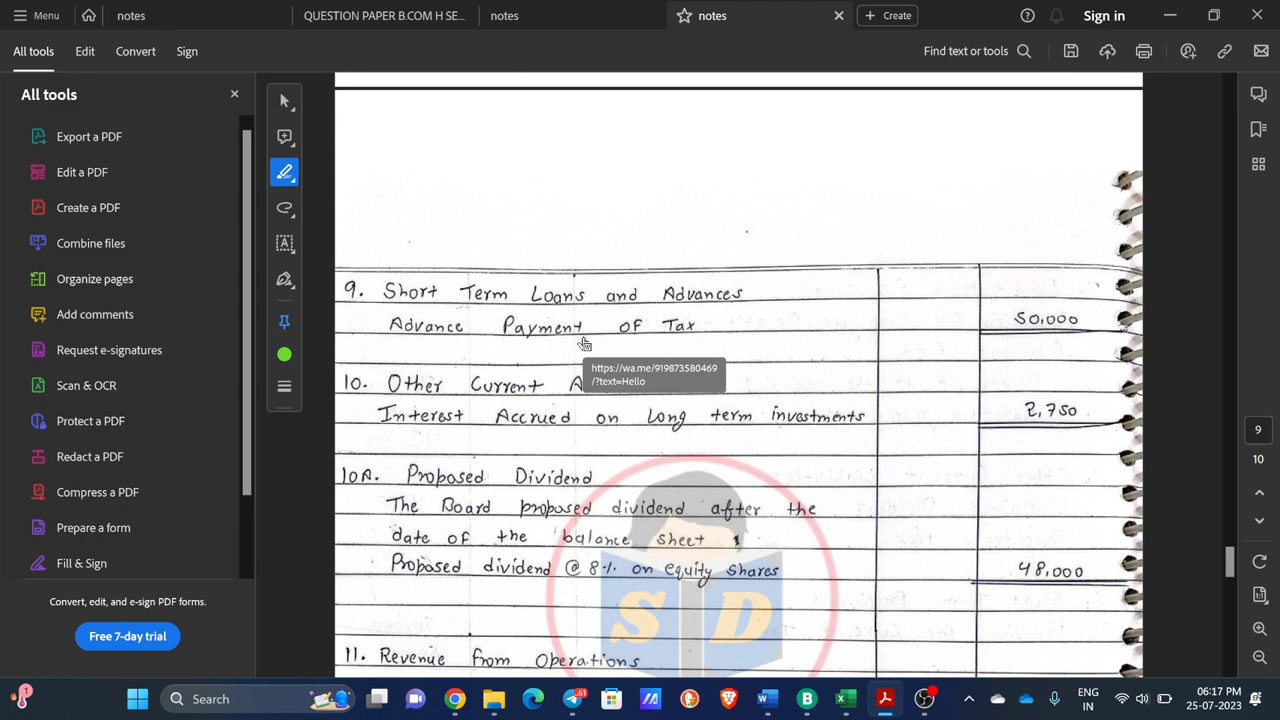 Menu
notes
QUESTION PAPER B.COM H SE...
notes
notes
Create
Sign in
All tools
Edit
Convert
Sign
Find text or tools
All tools
Export a PDF
Edit a PDF
Create a PDF
Combine files
Organize pages
Add comments
Request e-signatures
Scan & OCR
Protect a PDF
Redact a PDF
Compress a PDF
Prepare a form
Fill & Sign
Convert, edit, and e-sign PDF forms.
Free 7-day trial
9. Short Term Loans and Advances
Advance Payment of Tax 50,000
https://wa.me/919873580469
/?text=Hello
10. Other Current A
Interest Accrued on Long term investments 2,750
10A. Proposed Dividend
The Board proposed dividend after the
date of the balance sheet
Proposed dividend @ 8% on equity shares 48,000
S D
11. Revenue from Operations
9
10
Search
61
ENG
IN
06:17 PM
25-07-2023